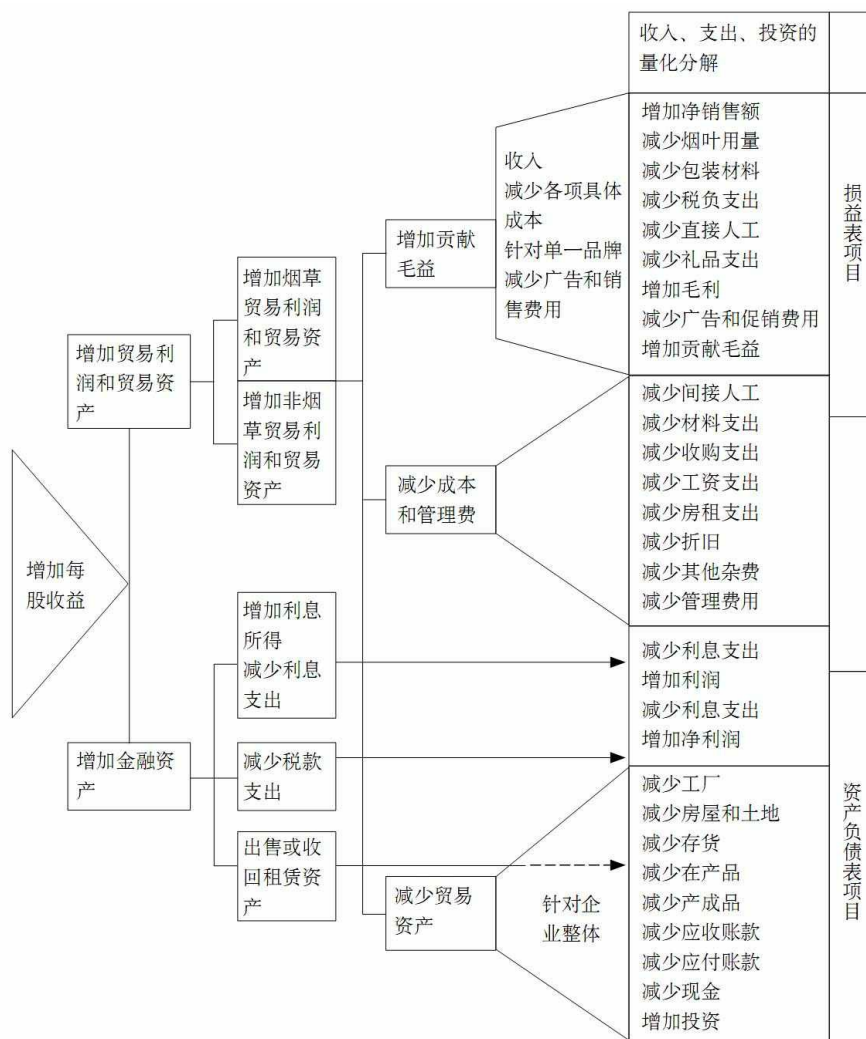 增加每
股收益
增加贸易利
润和贸易资
产
增加金融资
产
增加烟草
贸易利润
和贸易资
产
增加非烟
草贸易利
润和贸易
资产
增加利息
所得
减少利息
支出
减少税款
支出
出售或收
回租赁资
产
增加贡献
毛益
减少成本
和管理费
减少贸易
资产
收入
减少各项具体
成本
针对单一品牌
减少广告和销
售费用
针对企
业整体
收入、支出、投资的
量化分解
增加净销售额
减少烟叶用量
减少包装材料
减少税负支出
减少直接人工
减少礼品支出
增加毛利
减少广告和促销费用
增加贡献毛益
减少间接人工
减少材料支出
减少收购支出
减少工资支出
减少房租支出
减少折旧
减少其他杂费
减少管理费用
减少利息支出
增加利润
减少利息支出
增加净利润
减少工厂
减少房屋和土地
减少存货
减少在产品
减少产成品
减少应收账款
减少应付账款
减少现金
增加投资
损益表项目
资产负债表项目